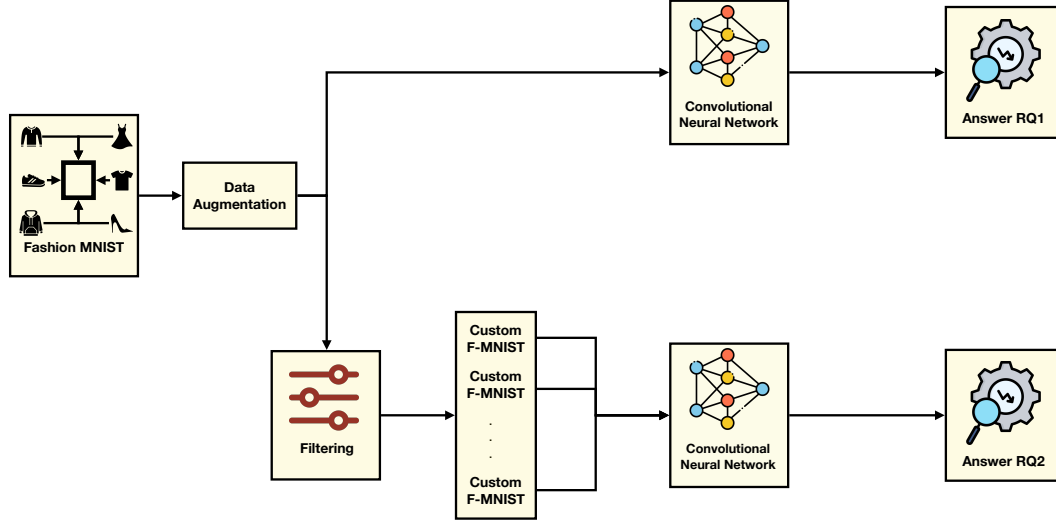 Convolutional
Neural Network
Answer RQ1
Fashion MNIST
Data
Augmentation
Filtering
Custom
F-MNIST
Custom
F-MNIST
.
.
.
Custom
F-MNIST
Convolutional
Neural Network
Answer RQ2